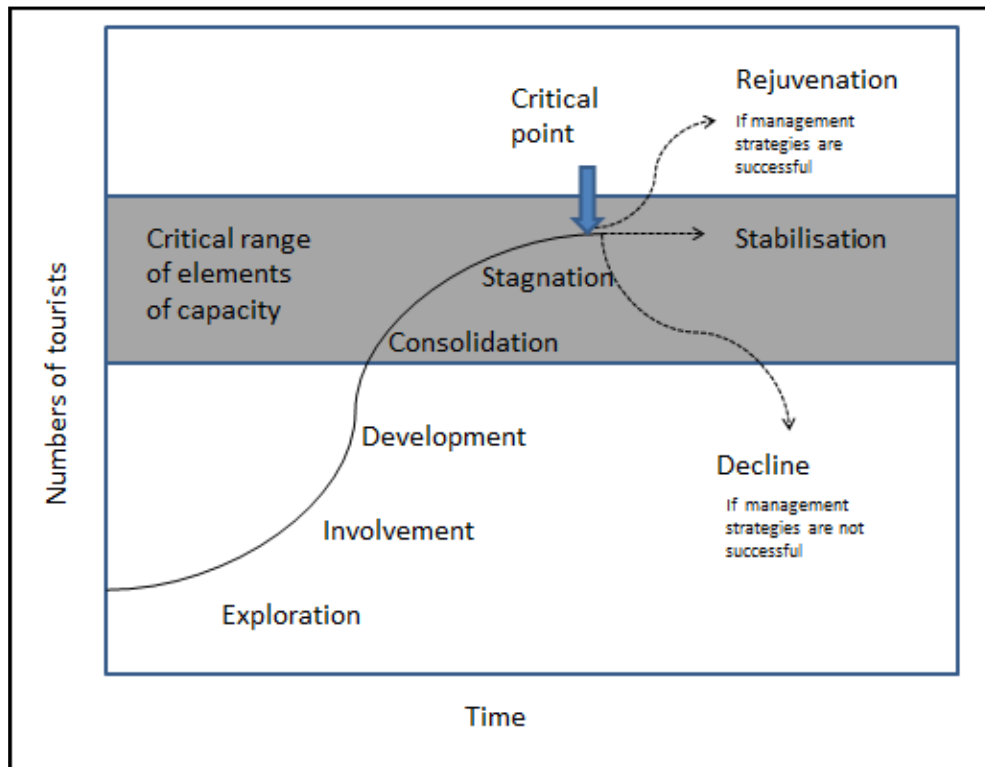 Rejuvenation
If management
strategies are
successful
Critical
point
Critical range
of elements
of capacity
Stabilisation
Stagnation
Consolidation
Development
Decline
If management
strategies are not
successful
Involvement
Exploration
Numbers of tourists
Time